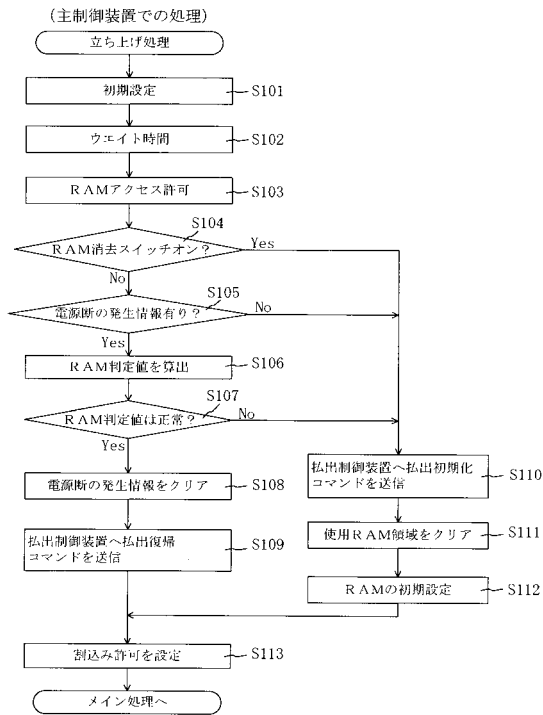 (主制御装置での処理)
立ち上げ処理
初期設定
S101
ウエイト時間
S102
RAMアクセス許可
S103
S104
RAM消去スイッチオン?
Yes
No
S105
電源断の発生情報有り?
No
Yes
S106
RAM判定値を算出
S107
RAM判定値は正常?
No
Yes
電源断の発生情報をクリア
S108
払出制御装置へ払出復帰
コマンドを送信
S109
払出制御装置へ払出初期化
コマンドを送信
S110
使用RAM領域をクリア
S111
RAMの初期設定
S112
割込み許可を設定
S113
メイン処理へ